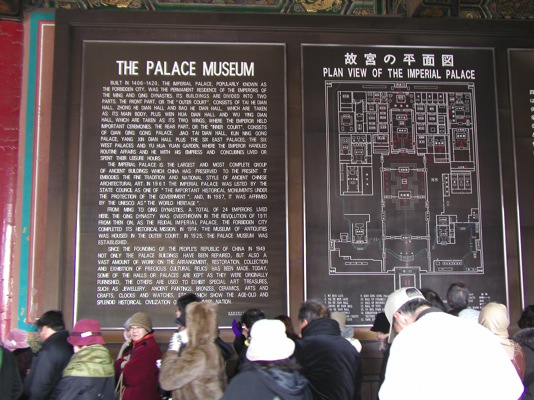 THE PALACE MUSEUM
BUILT IN 1406-1420, THE IMPERIAL PALACE, POPULARLY KNOWN AS
THE FORBIDDEN CITY, WAS THE PERMANENT RESIDENCE OF THE EMPERORS OF
THE MING AND QING DYNASTIES. ITS BUILDINGS ARE DIVIDED INTO TWO
PARTS. THE FRONT PART, OR THE "OUTER COURT", CONSISTS OF TAI HE DIAN
HALL, ZHONG HE DIAN HALL AND BAO HE DIAN HALL, WHICH ARE TAKEN
AS ITS MAIN BODY, PLUS WEN HUA DIAN HALL AND WU YING DIAN
HALL, WHICH ARE TAKEN AS ITS TWO WINGS, WHERE THE EMPEROR HELD
IMPORTANT CEREMONIES. THE REAR PART, OR THE "INNER COURT", CONSISTS
OF QIAN QING GONG PALACE, JIAO TAI DIAN HALL, KUN NING GONG
PALACE, YANG XIN DIAN HALL PLUS THE SIX EAST PALACES, THE SIX
WEST PALACES AND YU HUA YUAN GARDEN, WHERE THE EMPEROR HANDLED
ROUTINE AFFAIRS AND HE WITH HIS EMPRESS AND CONCUBINES LIVED OR
SPENT THEIR LEISURE HOURS.
THE IMPERIAL PALACE IS THE LARGEST AND MOST COMPLETE GROUP
OF ANCIENT BUILDINGS WHICH CHINA HAS PRESERVED TO THE PRESENT. IT
EMBODIES THE FINE TRADITION AND NATIONAL STYLE OF ANCIENT CHINESE
ARCHITECTURAL ART. IN 1961 THE IMPERIAL PALACE WAS LISTED BY THE
STATE COUNCIL AS ONE OF "THE IMPORTANT HISTORICAL MONUMENTS UNDER
THE PROTECTION OF THE GOVERNMENT", AND, IN 1987, IT WAS AFFIRMED
BY THE UNESCO AS THE "WORLD HERITAGE".
FROM MING TO QING DYNASTIES, A TOTAL OF 24 EMPERORS LIVED
HERE. THE QING DYNASTY WAS OVERTHROWN IN THE REVOLUTION OF 1911
FROM THEN ON, AS THE FEUDAL IMPERIAL PALACE, THE FORBIDDEN CITY
COMPLETED ITS HISTORICAL MISSION. IN 1914, THE MUSEUM OF ANTIQUITIES
WAS HOUSED IN THE OUTER COURT. IN 1925, THE PALACE MUSEUM WAS
ESTABLISHED.
SINCE THE FOUNDING OF THE PEOPLE'S REPUBLIC OF CHINA IN 1949
NOT ONLY THE PALACE BUILDINGS HAVE BEEN REPAIRED, BUT ALSO A
VAST AMOUNT OF WORK ON THE ARRANGEMENT, RESTORATION, COLLECTION
AND EXHIBITION OF PRECIOUS CULTURAL RELICS HAS BEEN MADE. TODAY,
SOME OF THE HALLS OR PALACES ARE KEPT AS THEY WERE ORIGINALLY
FURNISHED, THE OTHERS ARE USED TO EXHIBIT SPECIAL ART TREASURES,
SUCH AS JEWELLERY, ANCIENT PAINTINGS, BRONZES, CERAMICS, ARTS AND
CRAFTS, CLOCKS AND WATCHES, WHICH SHOW THE AGE-OLD AND
SPLENDID HISTORICAL CIVILIZATION NATION.
故宮の平面図
PLAN VIEW OF THE IMPERIAL PALACE